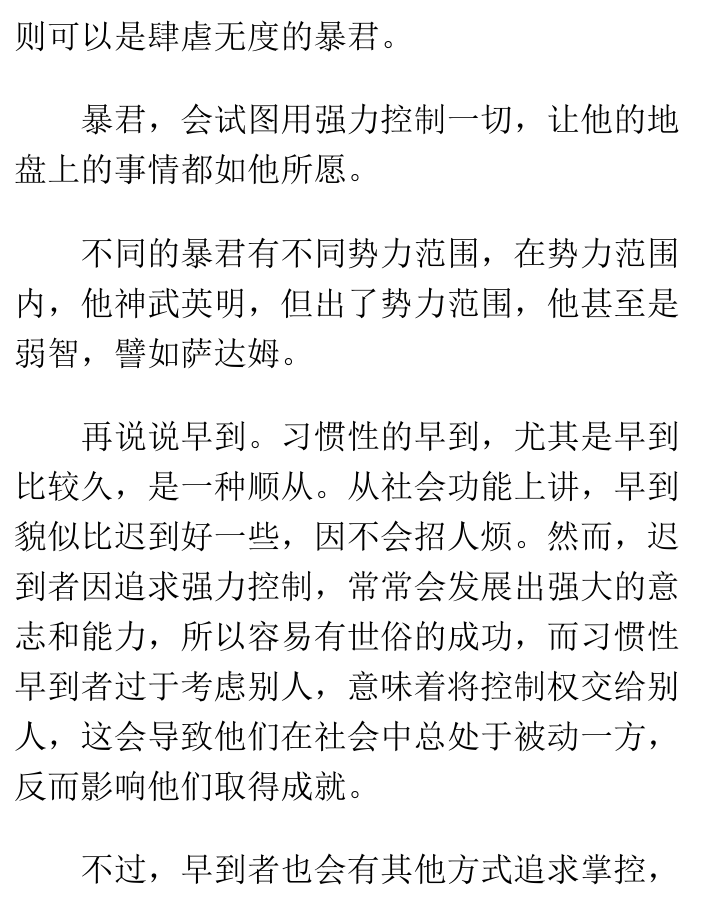 则可以是肆虐无度的暴君。
暴君，会试图用强力控制一切，让他的地
盘上的事情都如他所愿。
不同的暴君有不同势力范围，在势力范围
内，他神武英明，但出了势力范围，他甚至是
弱智，譬如萨达姆。
再说说早到。习惯性的早到，尤其是早到
比较久，是一种顺从。从社会功能上讲，早到
貌似比迟到好一些，因不会招人烦。然而，迟
到者因追求强力控制，常常会发展出强大的意
志和能力，所以容易有世俗的成功，而习惯性
早到者过于考虑别人，意味着将控制权交给别
人，这会导致他们在社会中总处于被动一方，
反而影响他们取得成就。
不过，早到者也会有其他方式追求掌控，